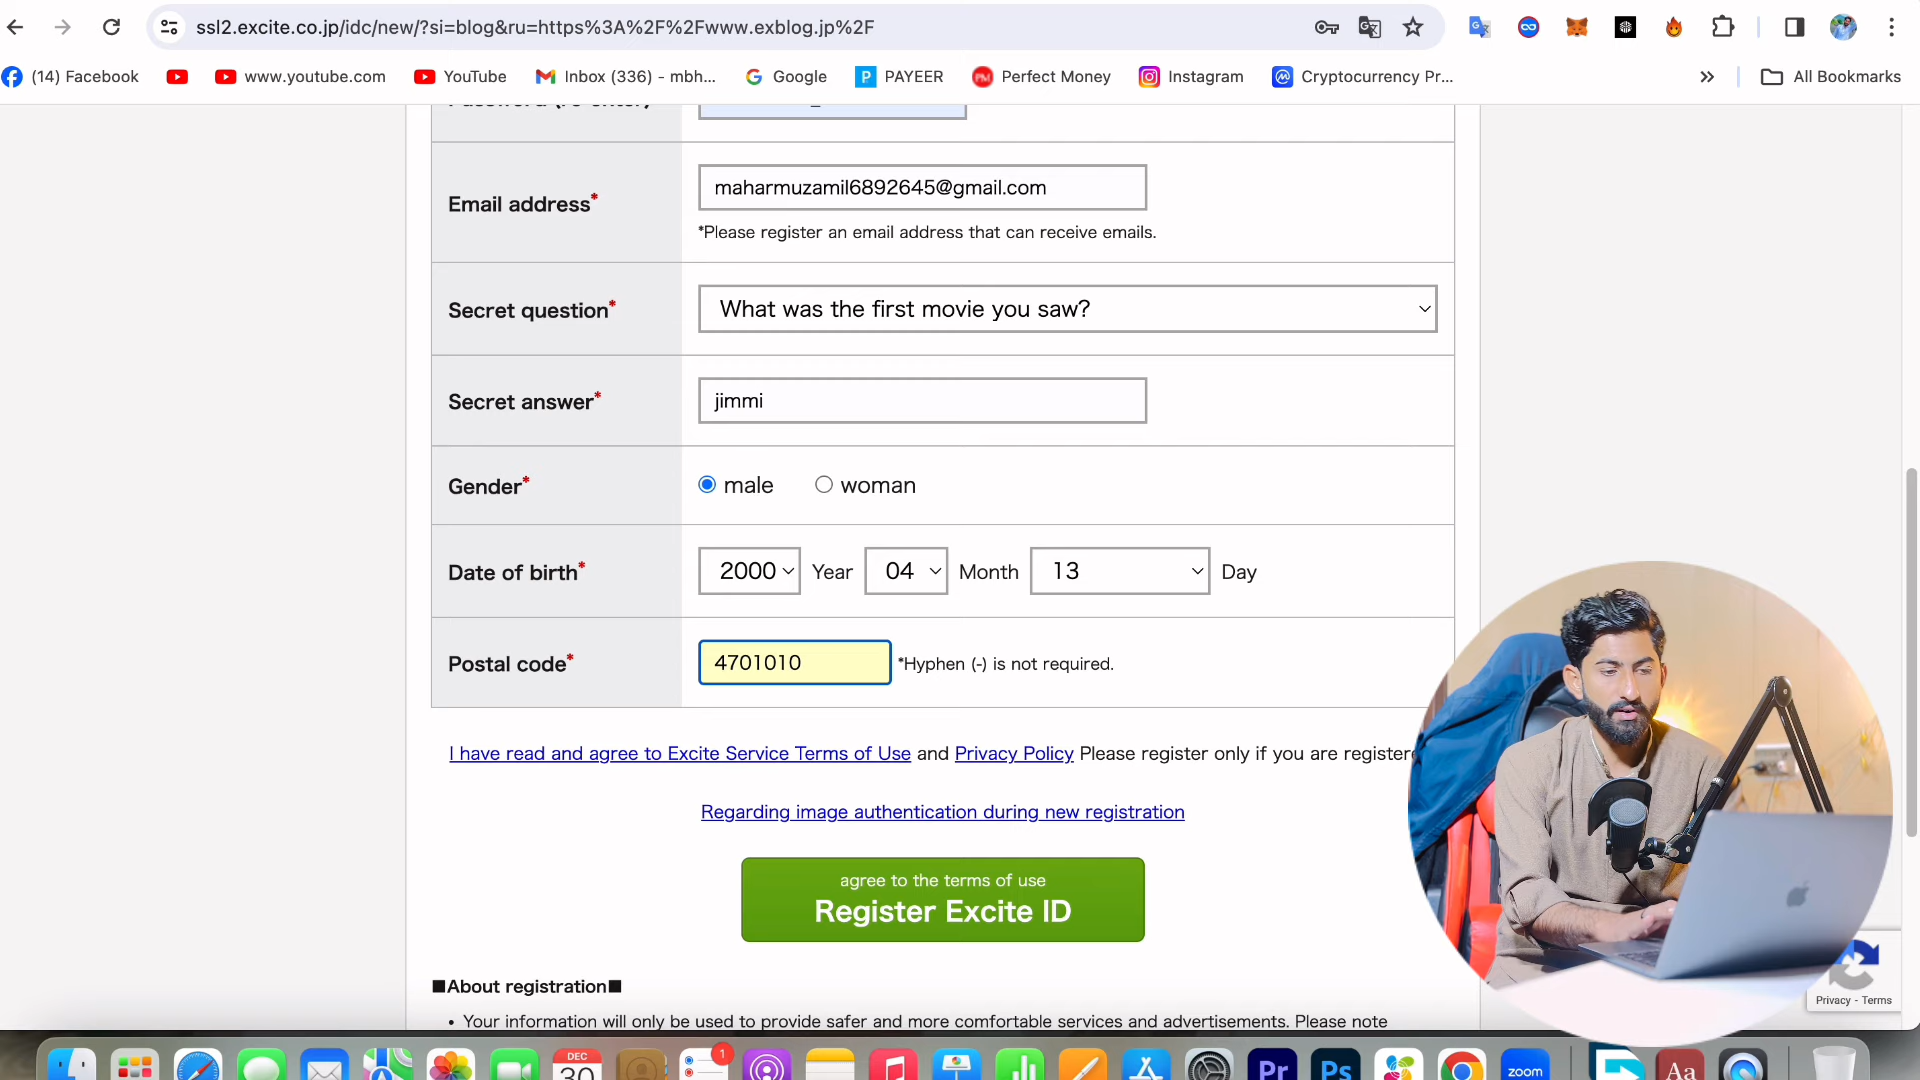 ssl2.excite.co.jp/idc/new/?si=blog&ru=https%3A%2F%2Fwww.exblog.jp%2F
(14) Facebook www.youtube.com YouTube Inbox (336) - mbh... Google PAYEER Perfect Money Instagram Cryptocurrency Pr... » All Bookmarks
Email address*
maharmuzamil6892645@gmail.com
*Please register an email address that can receive emails.
Secret question*
What was the first movie you saw?
Secret answer*
jimmi
Gender*
male woman
Date of birth*
2000 Year 04 Month 13 Day
Postal code*
4701010 *Hyphen (-) is not required.
I have read and agree to Excite Service Terms of Use and Privacy Policy Please register only if you are registere
Regarding image authentication during new registration
agree to the terms of use
Register Excite ID
Privacy - Terms
■About registration■
• Your information will only be used to provide safer and more comfortable services and advertisements. Please note
DEC
30
1
Pr
Ps
zoom
Aa